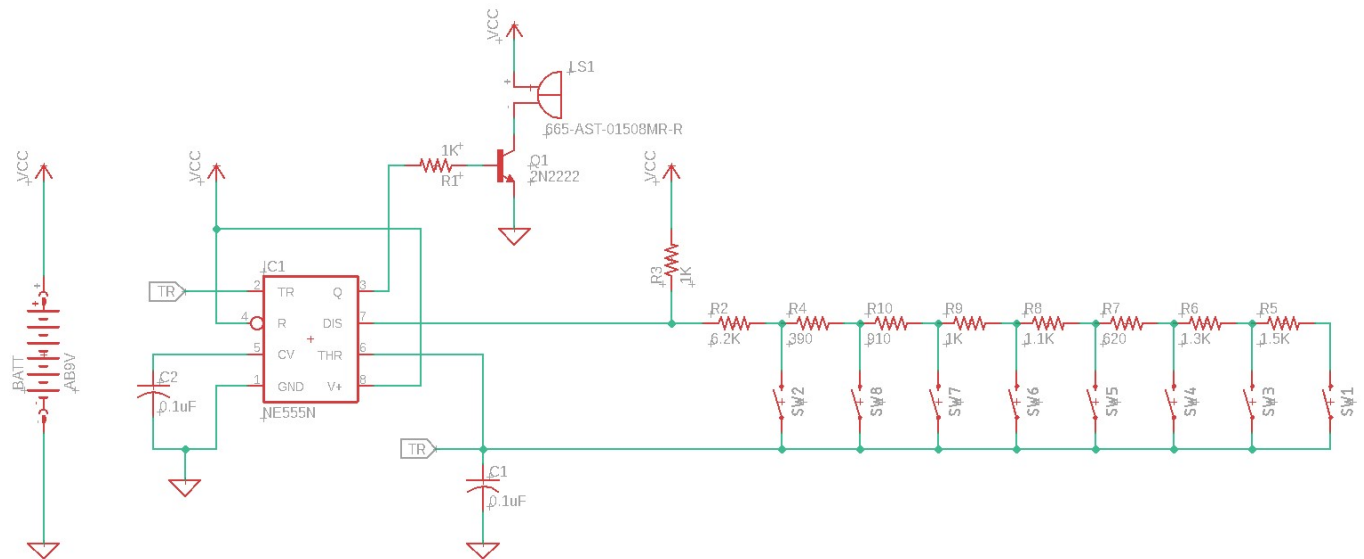 VCC
LS1
665-AST-01508MR-R
1K
R1
Q1
2N2222
VCC
VCC
VCC
R3
1K
IC1
TR
2
TR
Q
3
4
R
DIS
7
5
CV
THR
6
1
GND
V+
8
NE555N
C2
0.1uF
BATT
AB9V
R2
6.2K
R4
390
R10
910
R9
1K
R8
1.1K
R7
620
R6
1.3K
R5
1.5K
SW2
SW8
SW7
SW6
SW5
SW4
SW3
SW1
TR
C1
0.1uF